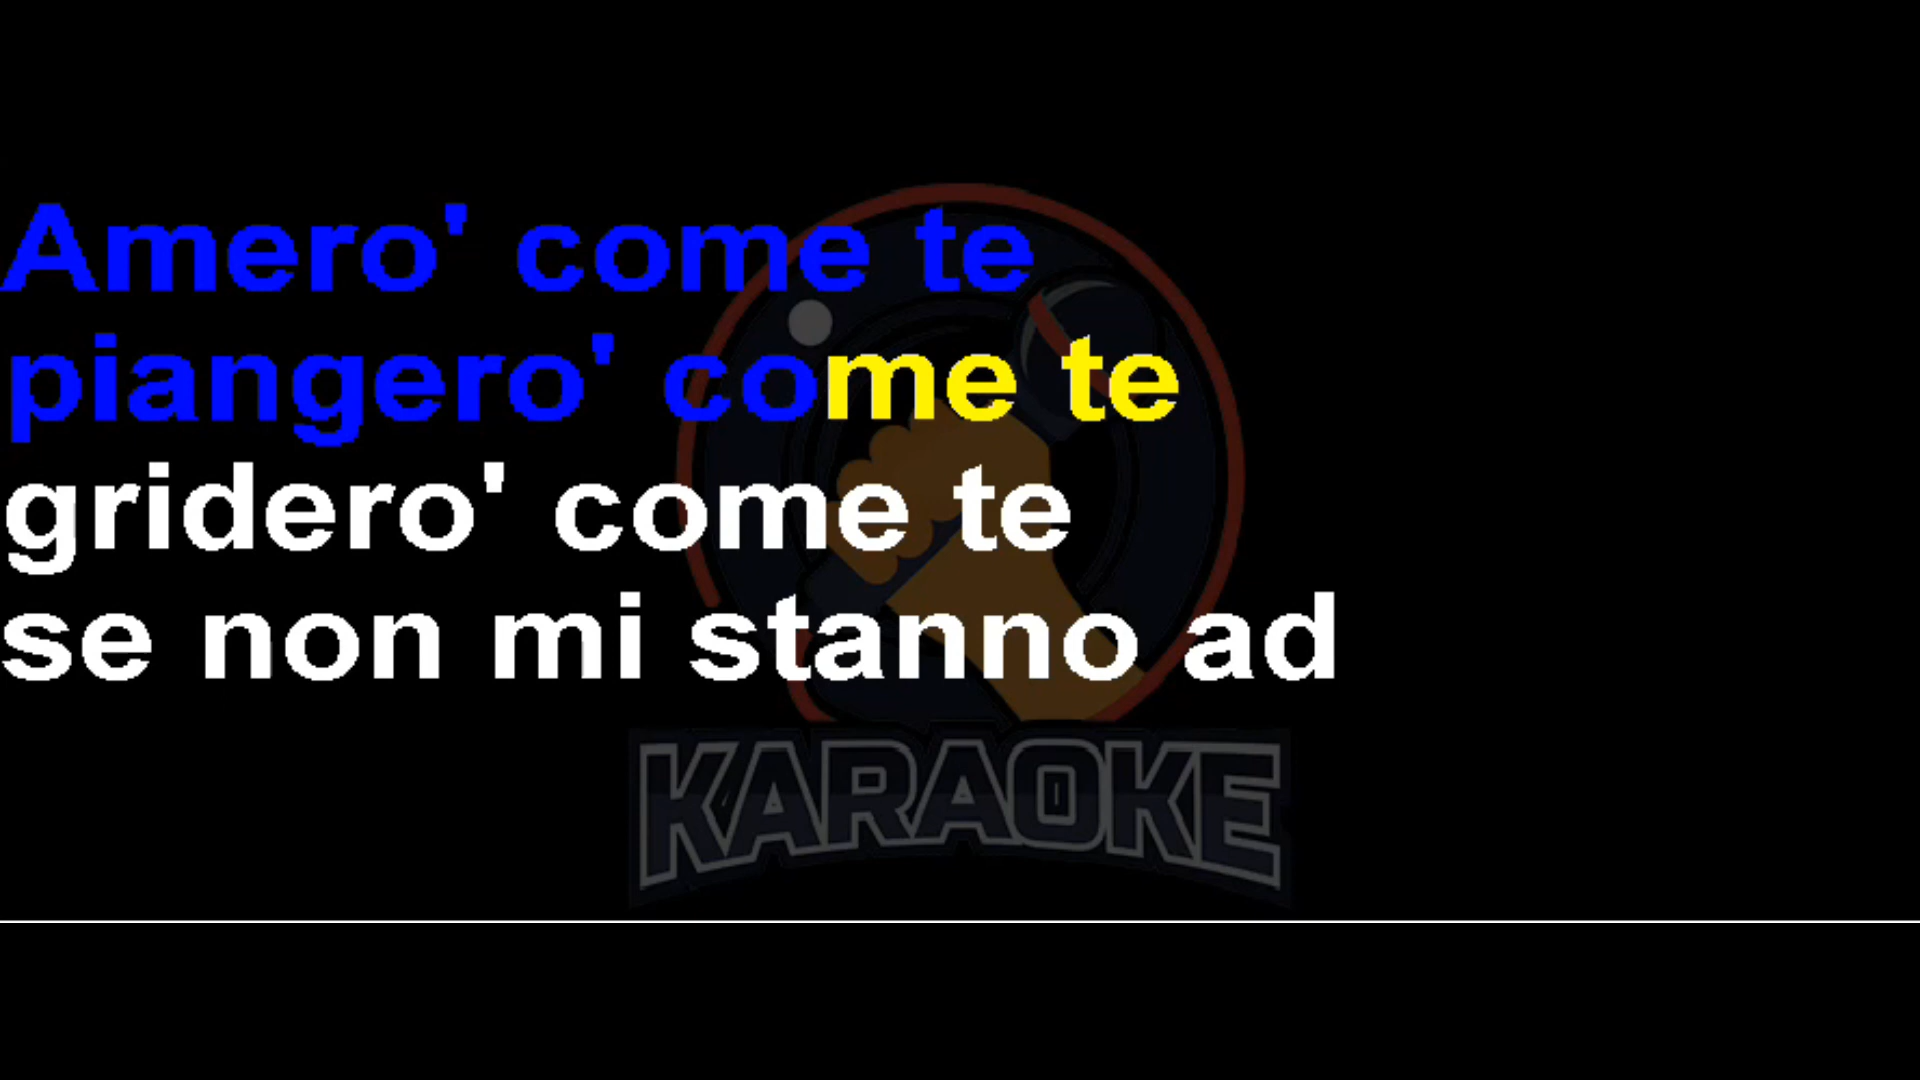 Amero' come te
piangero' come te
gridero' come te
se non mi stanno ad
KARAOKE